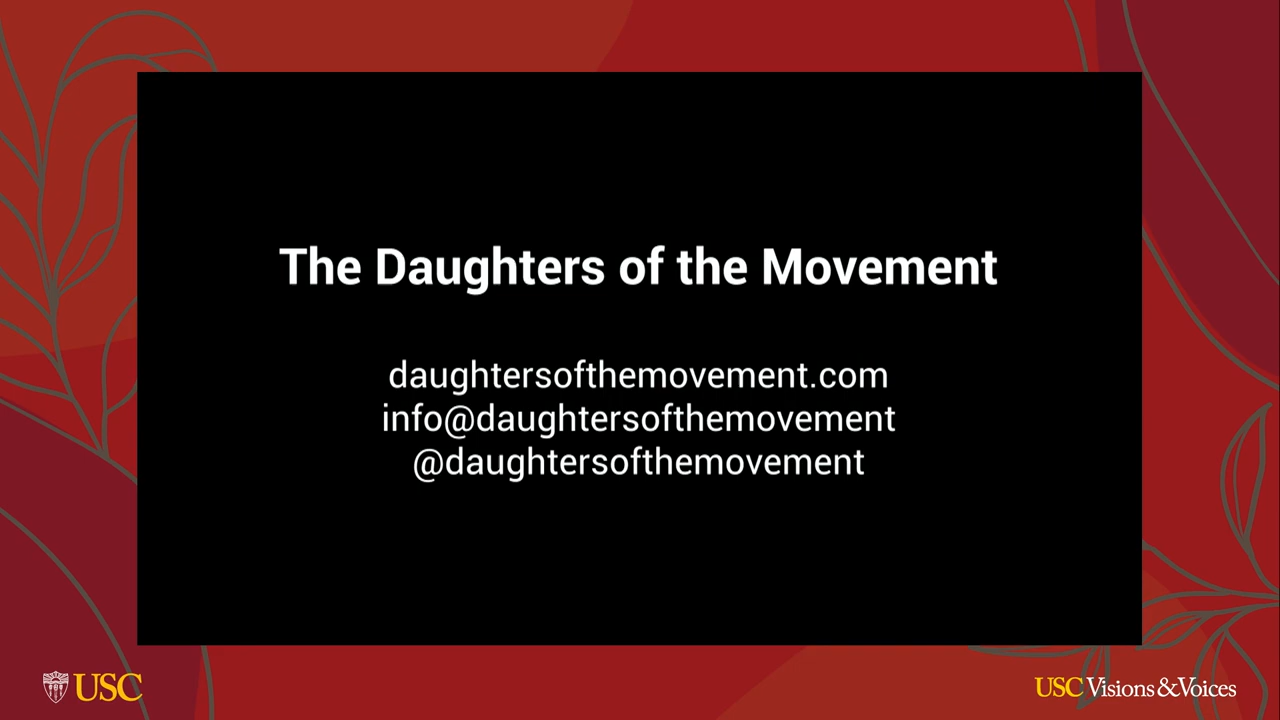 The Daughters of the Movement
daughtersofthemovement.com
info@daughtersofthemovement
@daughtersofthemovement
USC
USC Visions&Voices